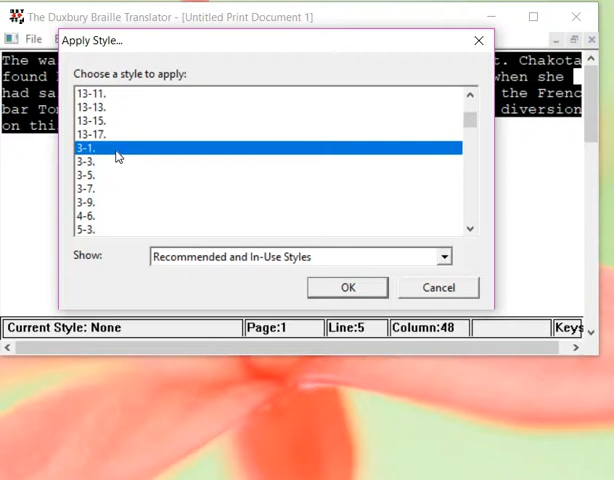 The Duxbury Braille Translator - [Untitled Print Document 1]
File
Apply Style...
Choose a style to apply:
13-11.
13-13.
13-15.
13-17.
3-1.
3-3.
3-5.
3-7.
3-9.
4-6.
5-3.
Show: Recommended and In-Use Styles
OK Cancel
The wa t. Chakota
found when she
had sa the Frenc
bar To diversion
on thi
Current Style: None Page:1 Line:5 Column:48 Keys